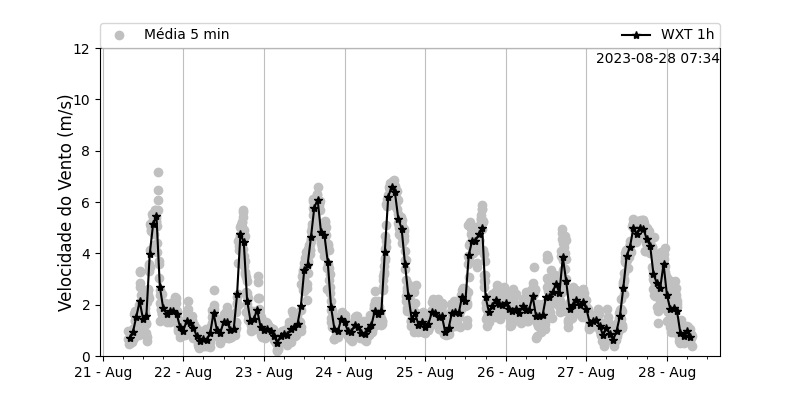 Média 5 min
WXT 1h
2023-08-28 07:34
Velocidade do Vento (m/s)
12
10
8
6
4
2
0
21 - Aug 22 - Aug 23 - Aug 24 - Aug 25 - Aug 26 - Aug 27 - Aug 28 - Aug